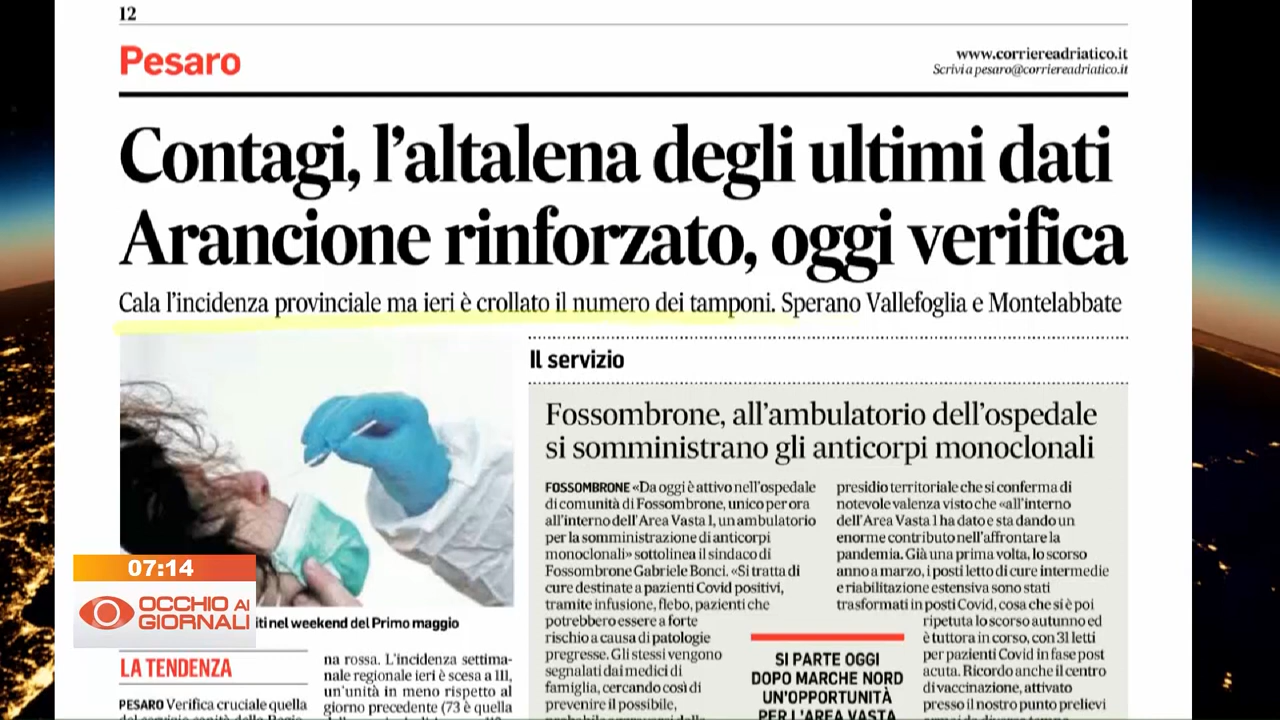 12
Pesaro
www.corriereadriatico.it
Scrivi a pesaro@corriereadriatico.it
Contagi, l'altalena degli ultimi dati
Arancione rinforzato, oggi verifica
Cala l'incidenza provinciale ma ieri è crollato il numero dei tamponi. Sperano Vallefoglia e Montelabbate
07:14
OCCHIO AI
GIORNALI
nel weekend del Primo maggio
LA TENDENZA
PESARO Verifica cruciale quella
na rossa. L'incidenza settima-
nale regionale ieri è scesa a 111,
un'unità in meno rispetto al
giorno precedente (73 è quella
Il servizio
Fossombrone, all'ambulatorio dell'ospedale
si somministrano gli anticorpi monoclonali
FOSSOMBRONE «Da oggi è attivo nell'ospedale
di comunità di Fossombrone, unico per ora
all'interno dell'Area Vasta 1, un ambulatorio
per la somministrazione di anticorpi
monoclonali» sottolinea il sindaco di
Fossombrone Gabriele Bonci. «Si tratta di
cure destinate a pazienti Covid positivi,
tramite infusione, flebo, pazienti che
potrebbero essere a forte
rischio a causa di patologie
pregresse. Gli stessi vengono
segnalati dai medici di
famiglia, cercando così di
prevenire il possibile,
presidio territoriale che si conferma di
notevole valenza visto che «all'interno
dell'Area Vasta 1 ha dato e sta dando un
enorme contributo nell'affrontare la
pandemia. Già una prima volta, lo scorso
anno a marzo, i posti letto di cure intermedie
e riabilitazione estensiva sono stati
trasformati in posti Covid, cosa che si è poi
ripetuta lo scorso autunno ed
è tuttora in corso, con 31 letti
per pazienti Covid in fase post
acuta. Ricordo anche il centro
di vaccinazione, attivato
presso il nostro punto prelievi
SI PARTE OGGI
DOPO MARCHE NORD
UN'OPPORTUNITÀ
PER L'AREA VASTA